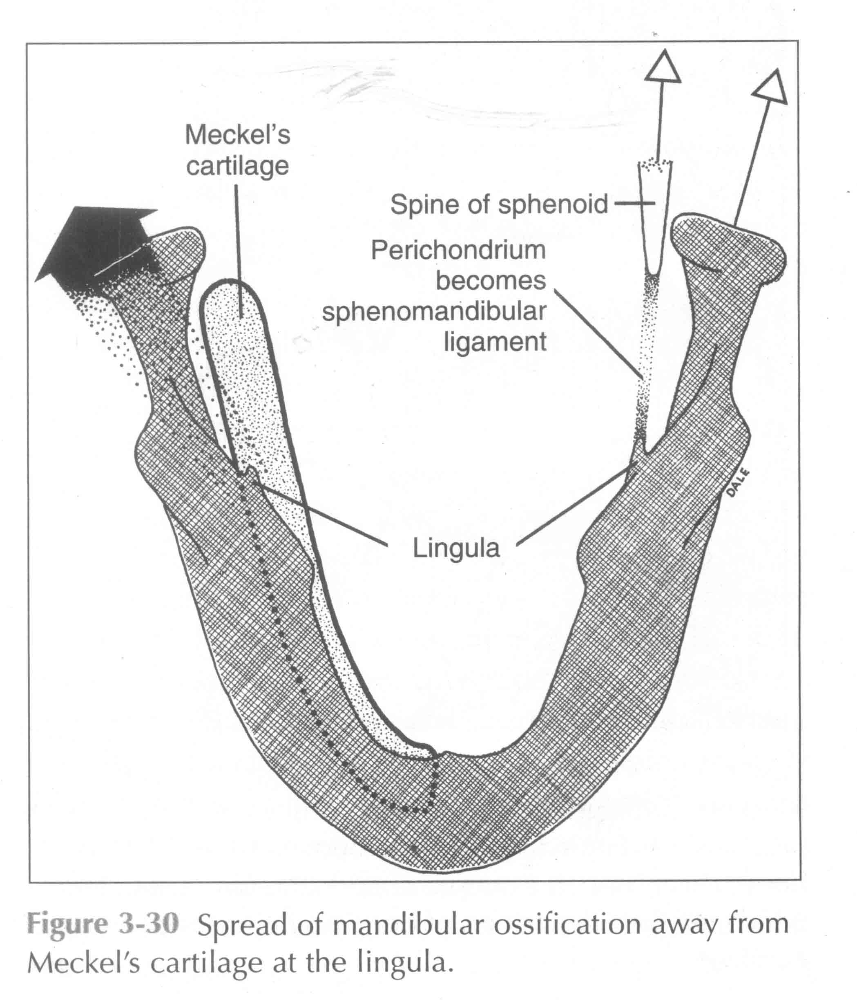 Meckel's
cartilage
Spine of sphenoid
Perichondrium
becomes
sphenomandibular
ligament
Lingula
DALE
Figure 3-30 Spread of mandibular ossification away from
Meckel's cartilage at the lingula.